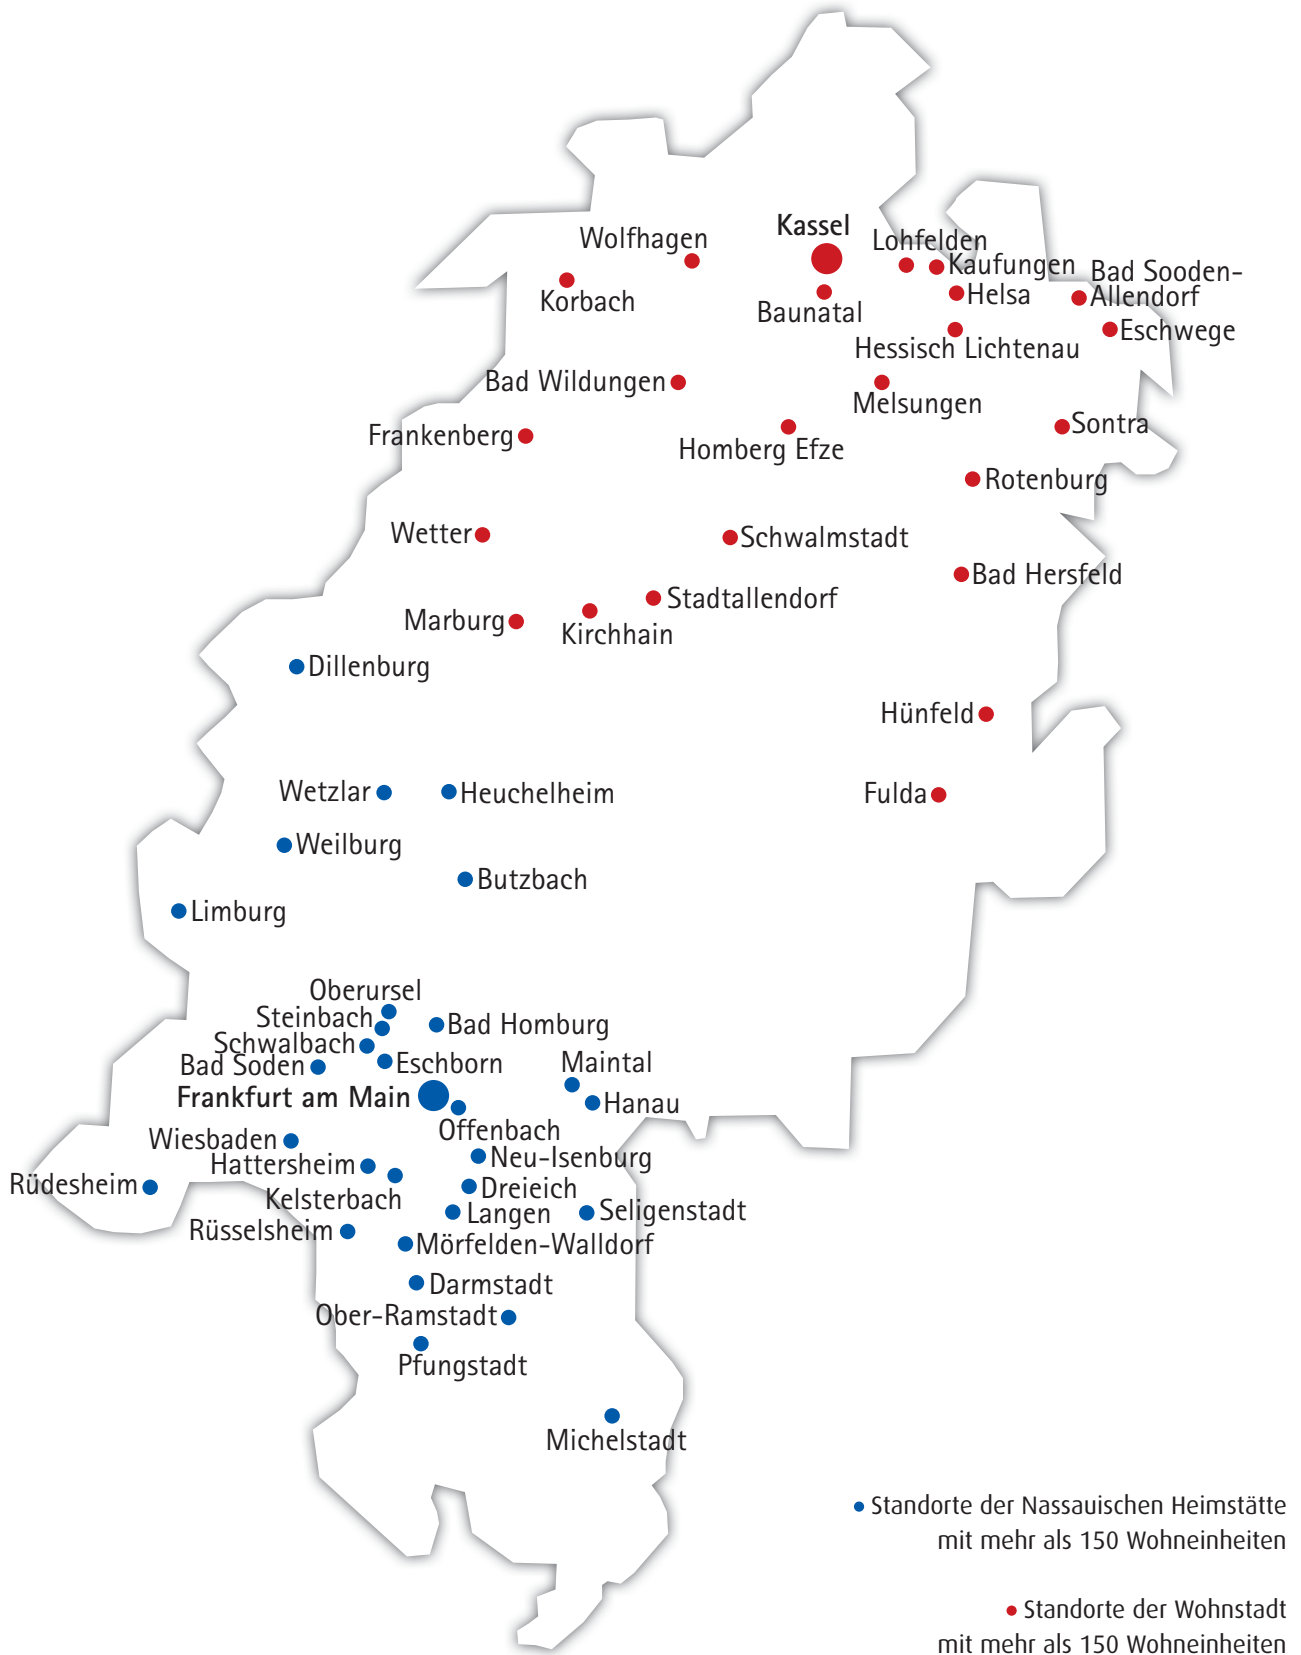 Kassel
Wolfhagen
Lohfelden
Kaufungen
Bad Sooden-
Allendorf
Korbach
Helsa
Baunatal
Eschwege
Hessisch Lichtenau
Bad Wildungen
Melsungen
Sontra
Frankenberg
Homberg Efze
Rotenburg
Wetter
Schwalmstadt
Bad Hersfeld
Stadtallendorf
Marburg
Kirchhain
Dillenburg
Hünfeld
Wetzlar
Heuchelheim
Fulda
Weilburg
Butzbach
Limburg
Oberursel
Steinbach
Bad Homburg
Schwalbach
Bad Soden
Eschborn
Maintal
Frankfurt am Main
Hanau
Offenbach
Wiesbaden
Neu-Isenburg
Hattersheim
Rüdesheim
Dreieich
Kelsterbach
Langen
Seligenstadt
Rüsselsheim
Mörfelden-Walldorf
Darmstadt
Ober-Ramstadt
Pfungstadt
Michelstadt
Standorte der Nassauischen Heimstätte
mit mehr als 150 Wohneinheiten
Standorte der Wohnstadt
mit mehr als 150 Wohneinheiten